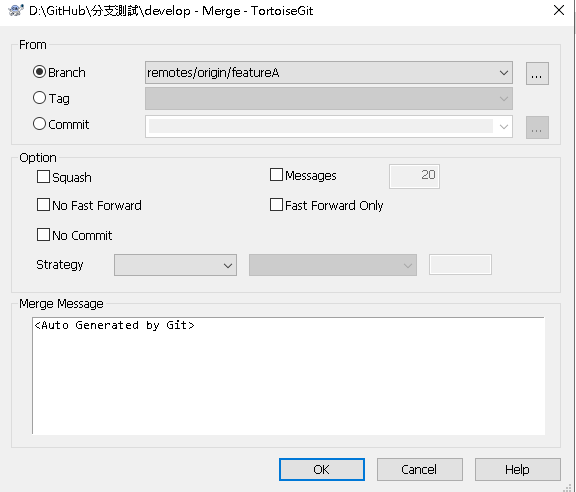 D:\GitHub\分支測試\develop - Merge - TortoiseGit
From
Branch
remotes/origin/featureA
...
Tag
Commit
...
Option
Squash
Messages
20
No Fast Forward
Fast Forward Only
No Commit
Strategy
Merge Message
<Auto Generated by Git>
OK
Cancel
Help